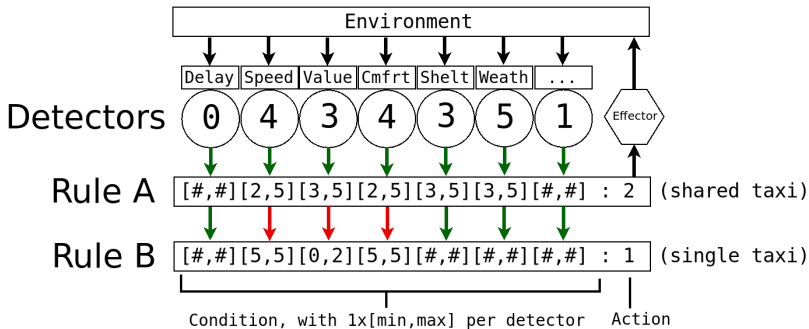 Environment
Delay Speed Value Cmfrt Shelt Weath ...
Detectors 0 4 3 4 3 5 1 Effector
Rule A [#,#][2,5][3,5][2,5][3,5][3,5][#,#] : 2 (shared taxi)
Rule B [#,#][5,5][0,2][5,5][#,#][#,#][#,#] : 1 (single taxi)
Condition, with 1x[min,max] per detector Action